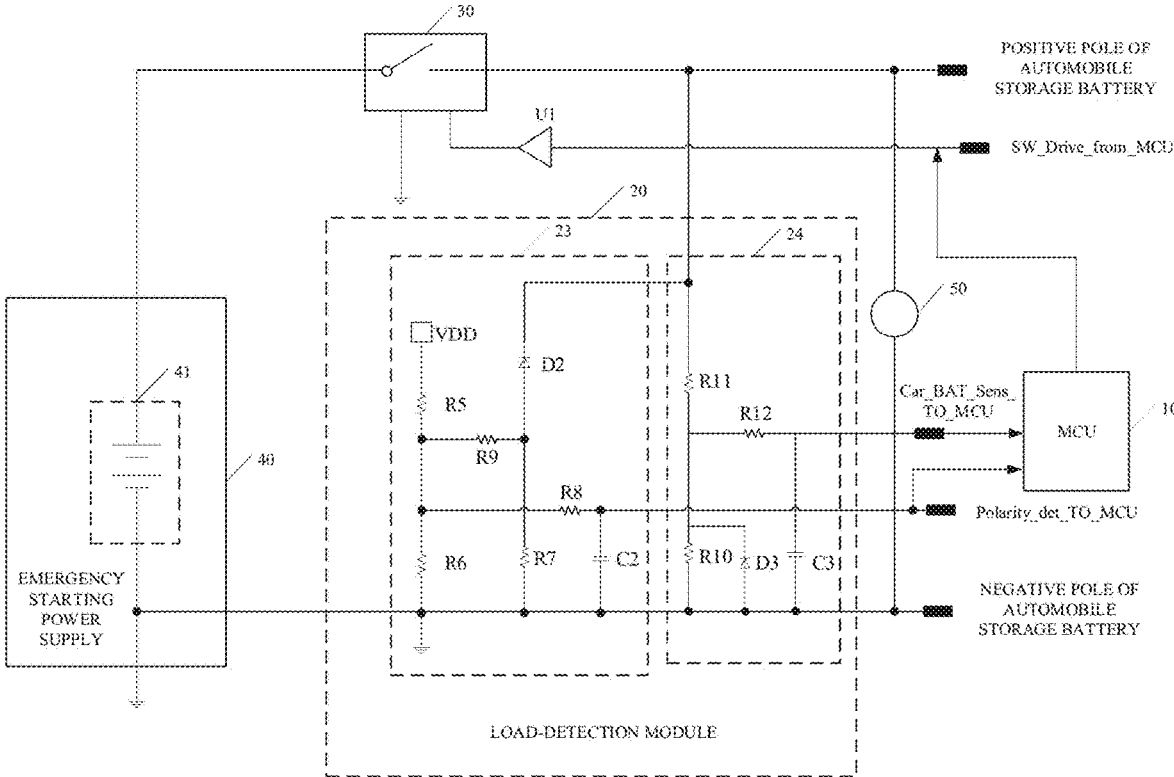 30
POSITIVE POLE OF
AUTOMOBILE
STORAGE BATTERY
U1
SW_Drive_from_MCU
20
23
24
50
VDD
D2
41
R5
R11
Car_BAT_Sens_
TO_MCU
R12
MCU
10
R9
40
R8
Polarity_det_TO_MCU
R6
R7
C2
R10
D3
C3
EMERGENCY
STARTING
POWER
SUPPLY
NEGATIVE POLE OF
AUTOMOBILE
STORAGE BATTERY
LOAD-DETECTION MODULE